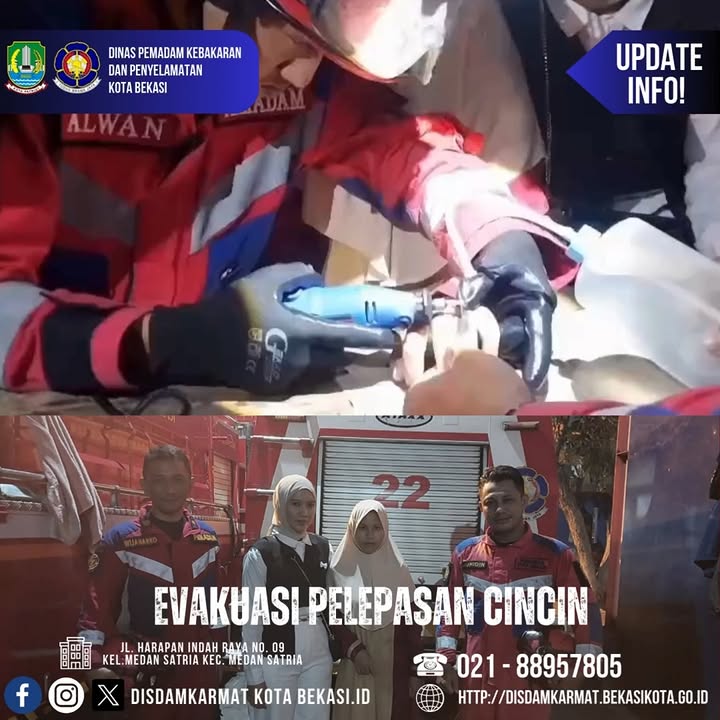 DINAS PEMADAM KEBAKARAN
DAN PENYELAMATAN
KOTA BEKASI
UPDATE
INFO!
ALWAN
22
EVAKUASI PELEPASAN CINCIN
JL. HARAPAN INDAH RAYA NO. 09
KEL:MEDAN SATRIA KEC. MEDAN SATRIA
021 - 88957805
DISDAMKARMAT KOTA BEKASI.ID
HTTP://DISDAMKARMAT.BEKASIKOTA.GO.ID